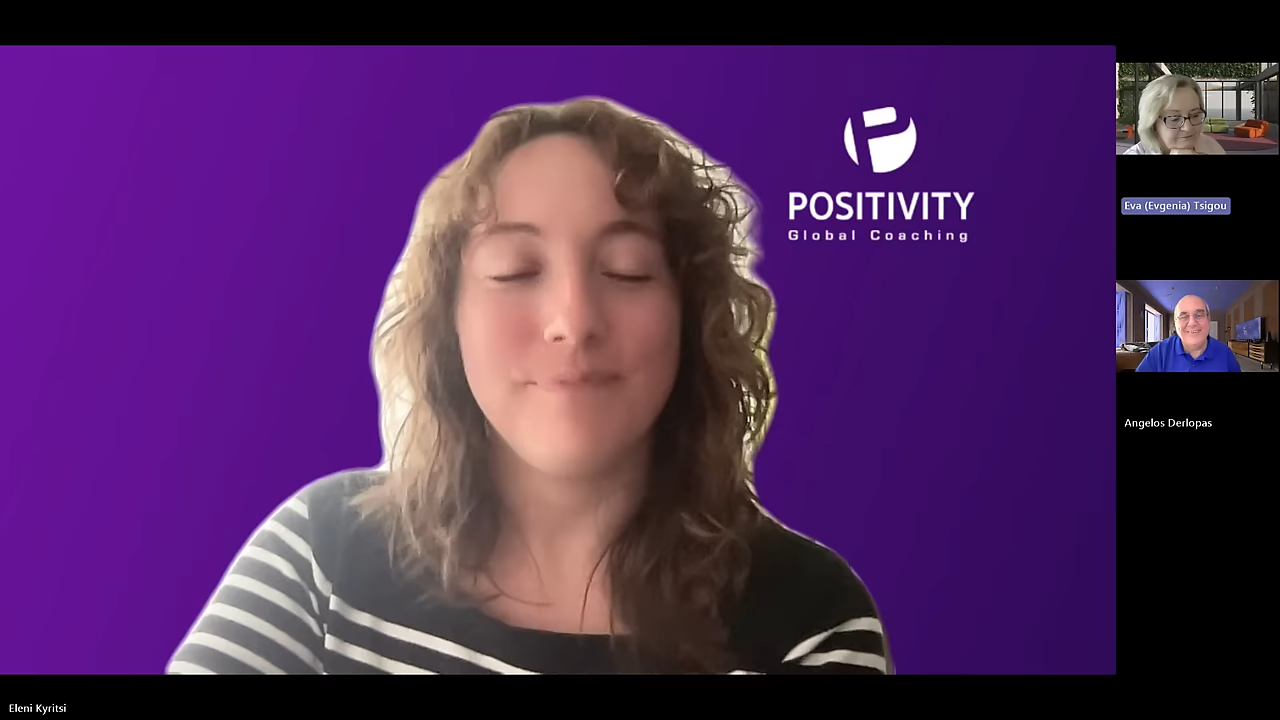 POSITIVITY
Global Coaching
Eva (Evgenia) Tsigou
Angelos Derlopas
Eleni Kyritsi